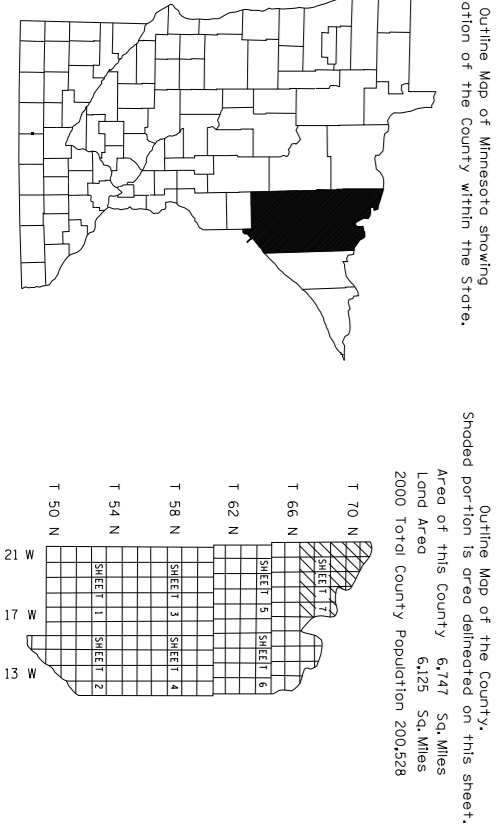 Outline Map of Minnesota showing
ation of the County within the State.
Outline Map of the County.
Shaded portion is area delineated on this sheet.
Area of this County 6,747 Sq. Miles
Land Area 6,125 Sq. Miles
2000 Total County Population 200,528
T 70 N
T 66 N
T 62 N
T 58 N
T 54 N
T 50 N
SHEET 7
SHEET 5
SHEET 6
SHEET 3
SHEET 4
SHEET 1
SHEET 2
21 W
17 W
13 W